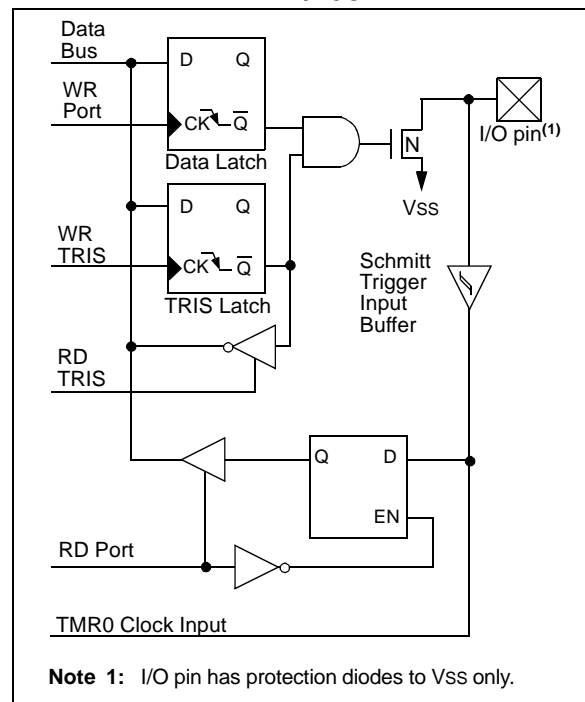 Data
Bus
D Q
WR
Port
CK Q̅
Data Latch
N
I/O pin(1)
VSS
D Q
WR
TRIS
CK Q̅
TRIS Latch
Schmitt
Trigger
Input
Buffer
RD
TRIS
Q D
EN
RD Port
TMR0 Clock Input
Note 1: I/O pin has protection diodes to VSS only.